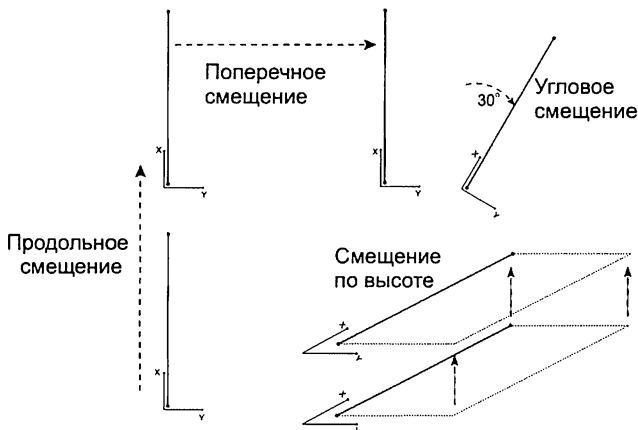 Поперечное
смещение
30°
Угловое
смещение
X
Y
X
Y
X
Y
Продольное
смещение
X
Y
Смещение
по высоте
X
Y
X